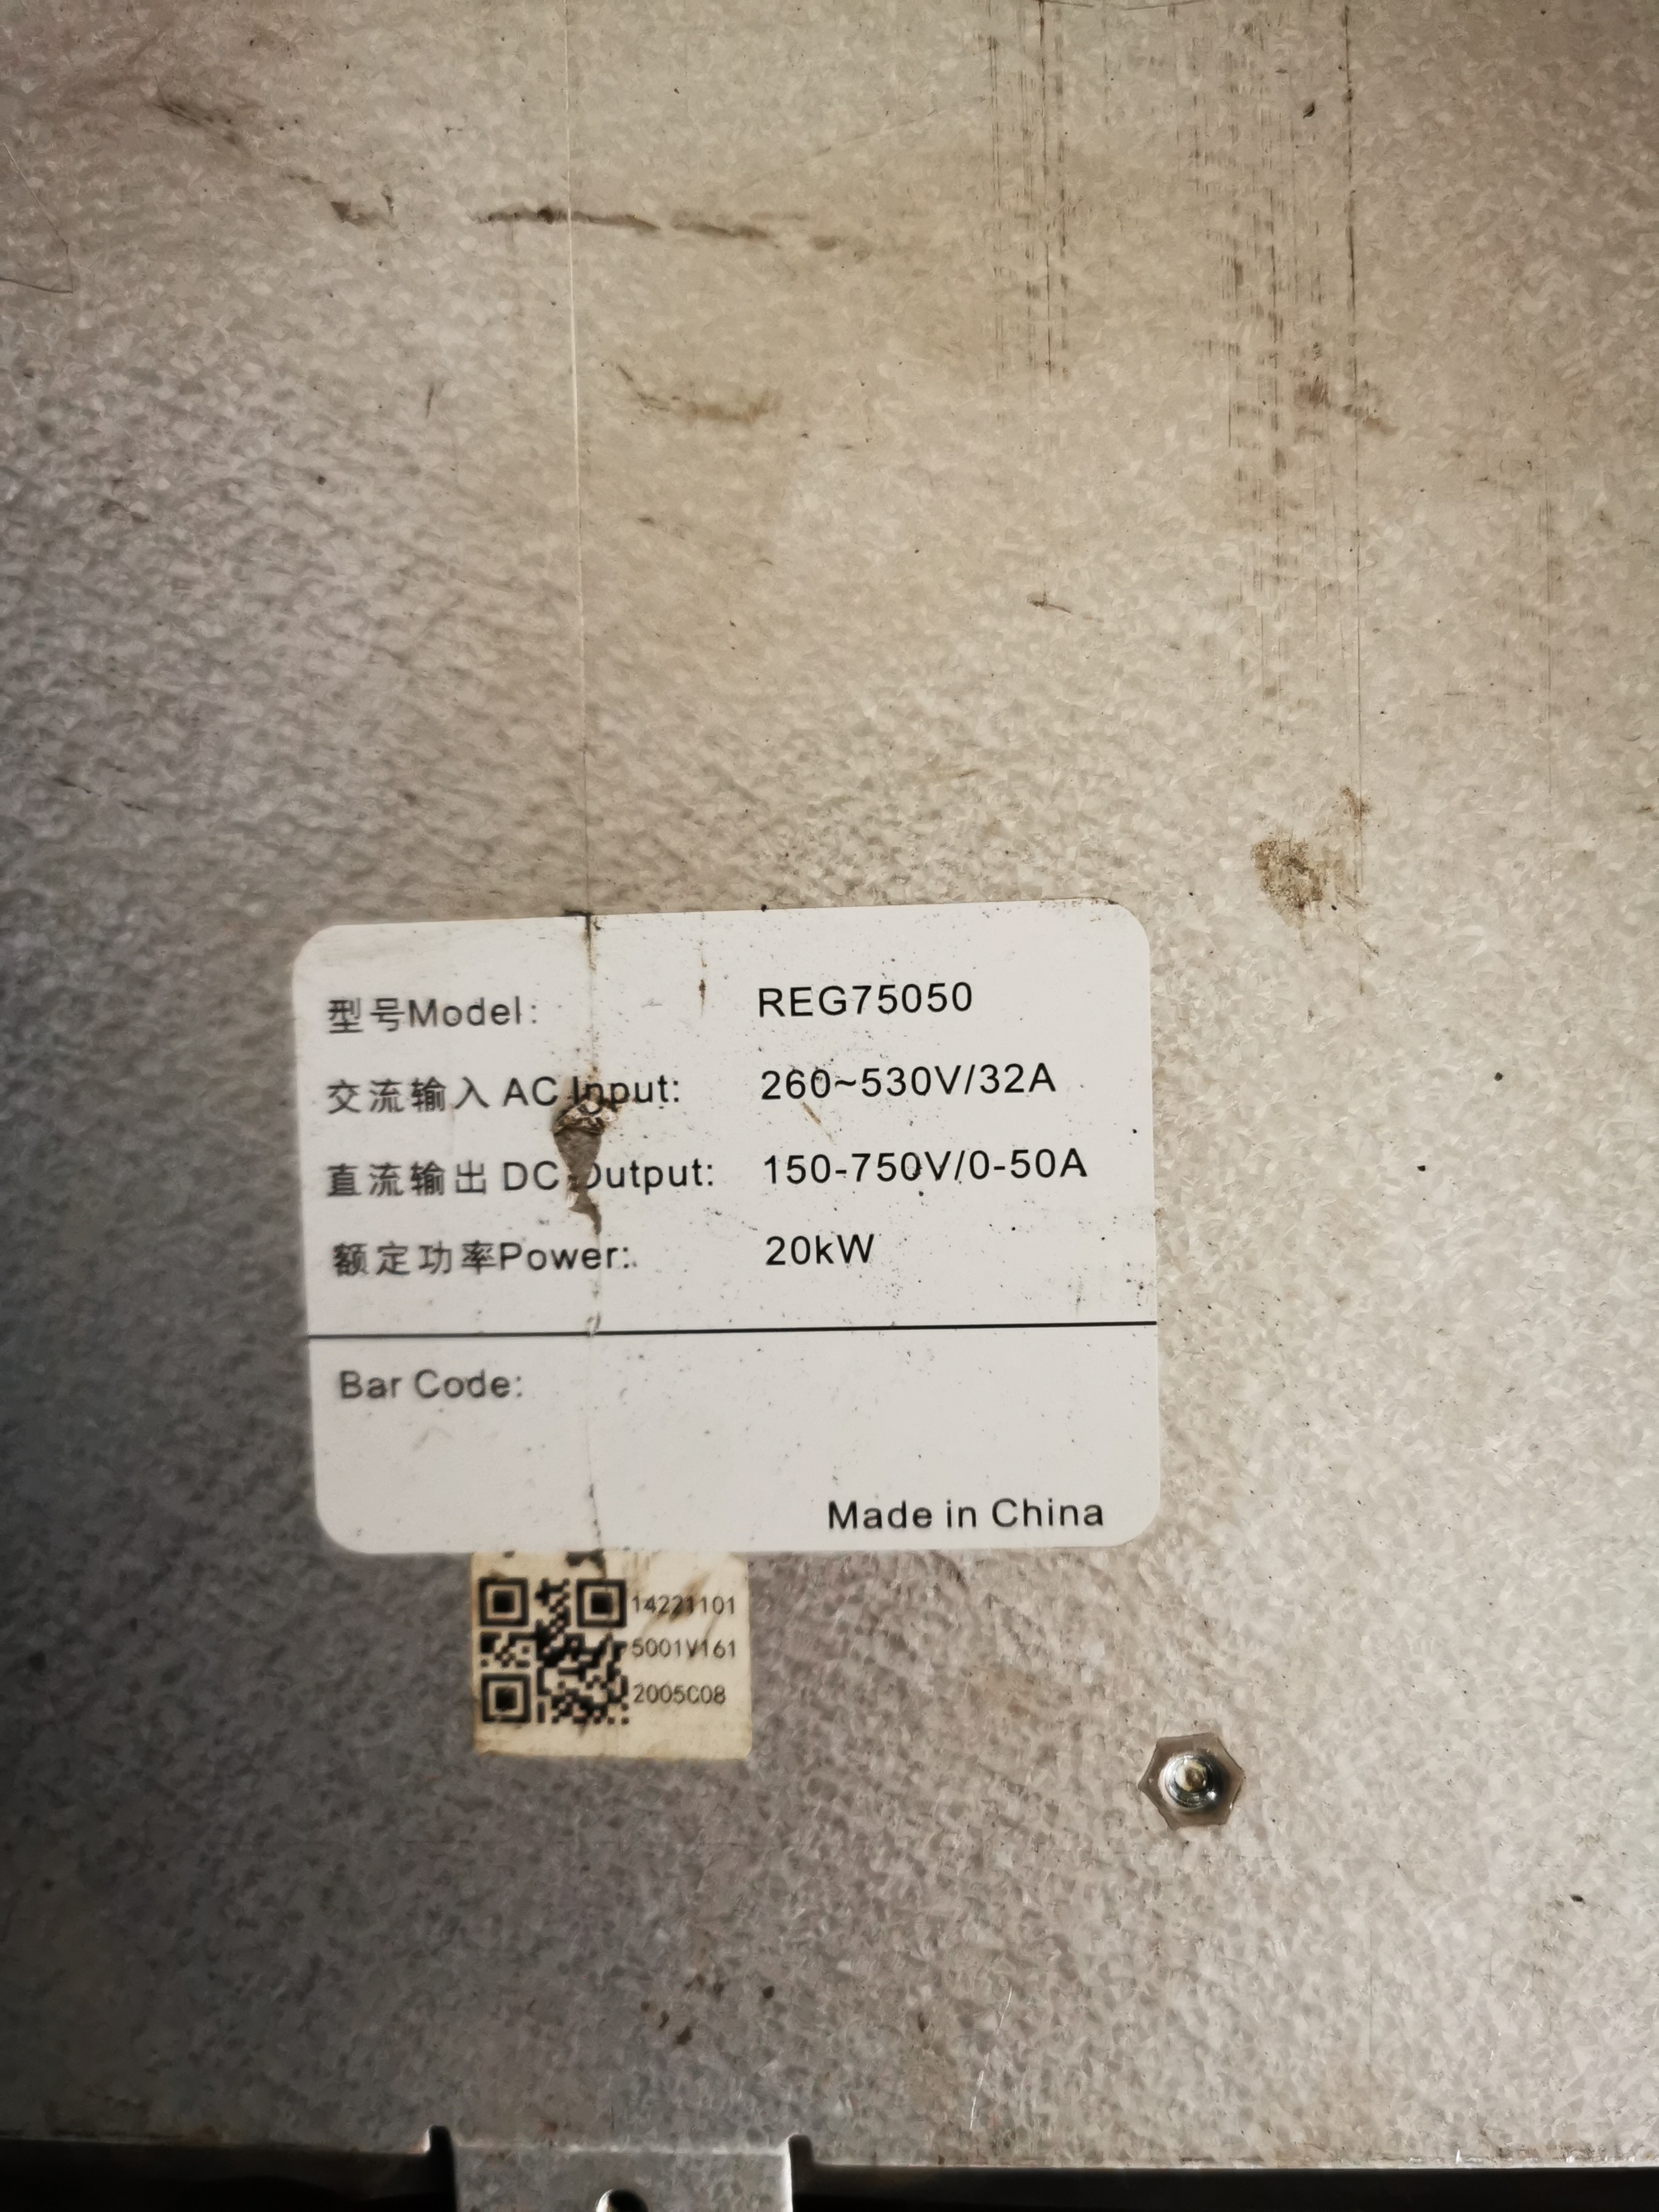 型号Model: REG75050
交流输入 AC Input: 260~530V/32A
直流输出 DC Output: 150-750V/0-50A
额定功率Power: 20kW
Bar Code:
Made in China
14221101
5001V161
2005C08